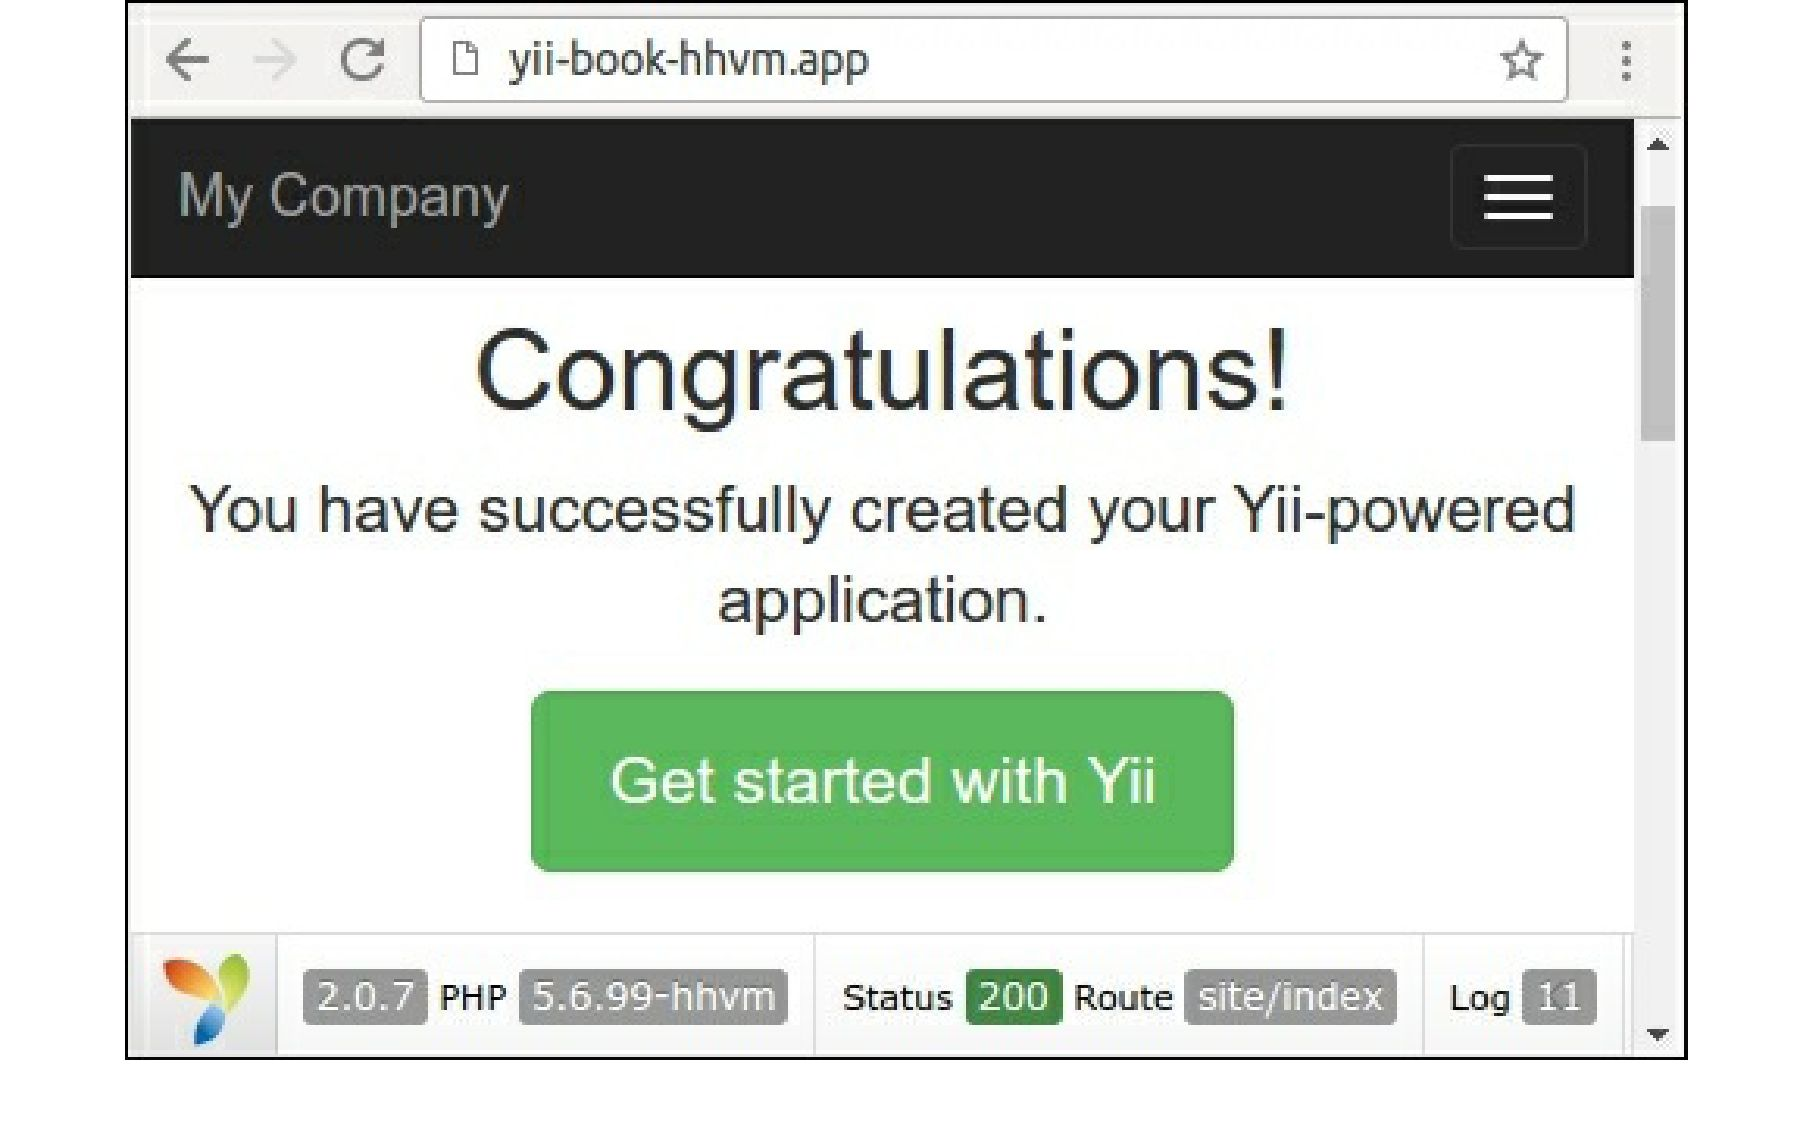 yii-book-hhvm.app
My Company
Congratulations!
You have successfully created your Yii-powered
application.
Get started with Yii
2.0.7 PHP 5.6.99-hhvm Status 200 Route site/index Log 11